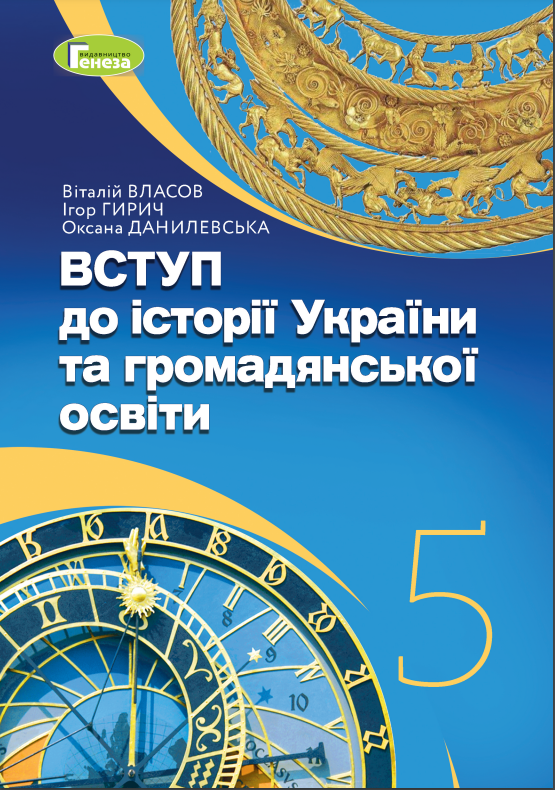 видавництво
Генеза
Віталій ВЛАСОВ
Ігор ГИРИЧ
Оксана ДАНИЛЕВСЬКА
ВСТУП
до історії України
та громадянської
освіти
5